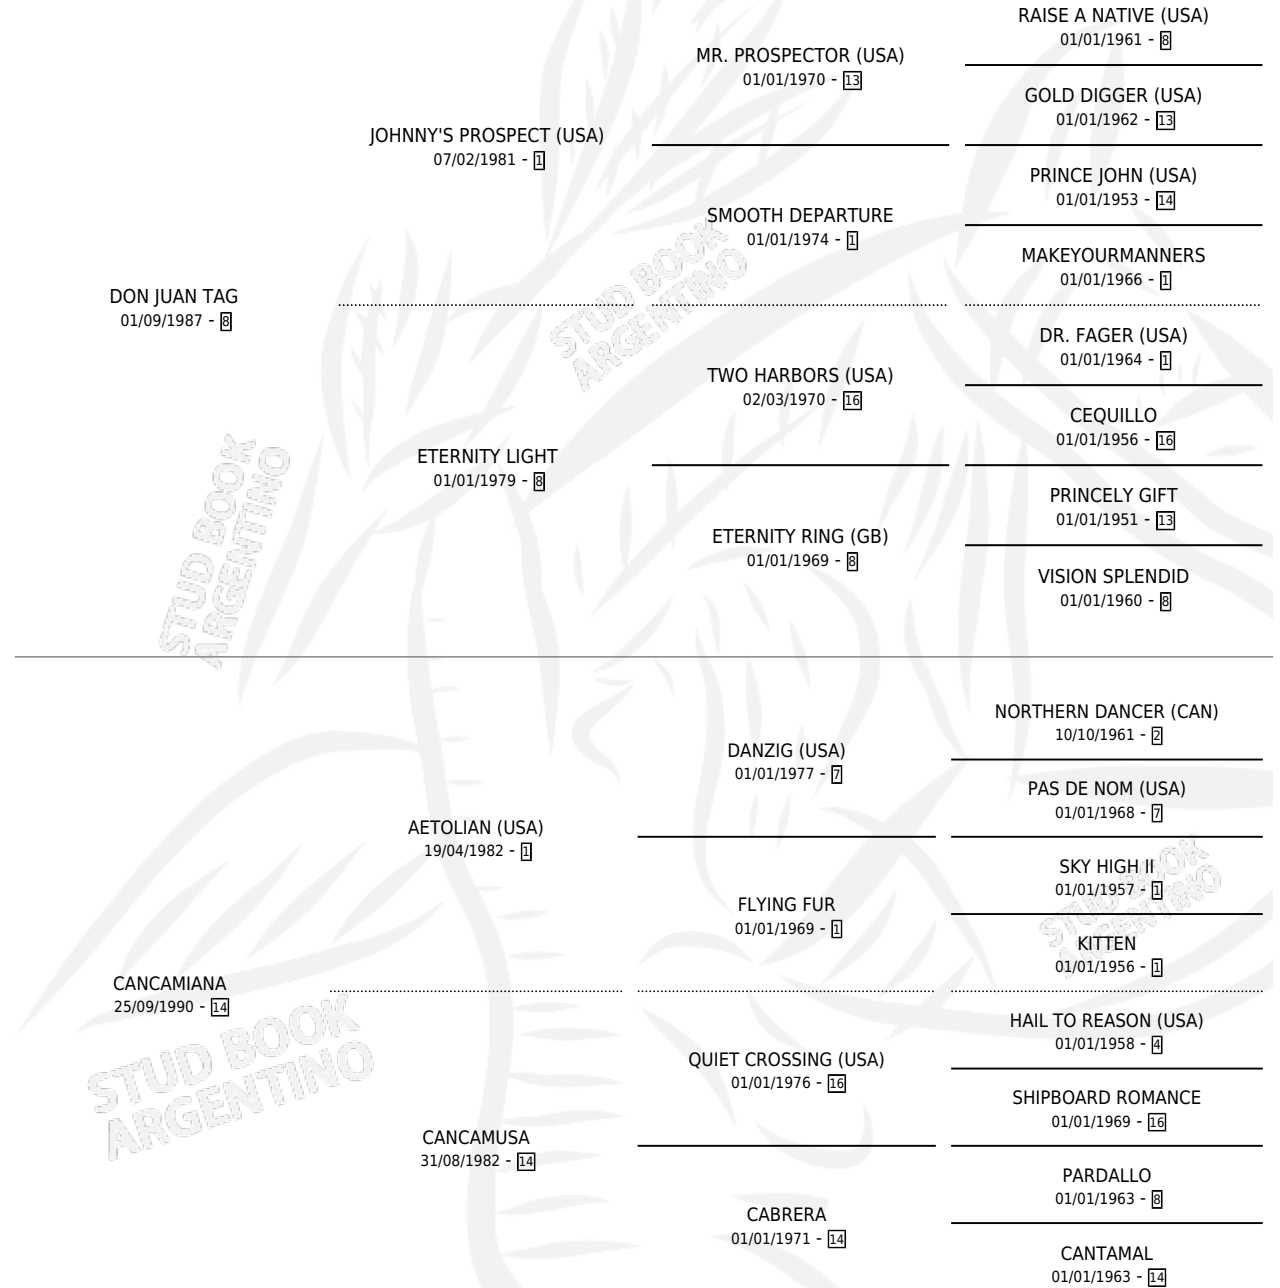 RAISE A NATIVE (USA)
01/01/1961 - 8
MR. PROSPECTOR (USA)
01/01/1970 - 13
GOLD DIGGER (USA)
01/01/1962 - 13
JOHNNY'S PROSPECT (USA)
07/02/1981 - 1
PRINCE JOHN (USA)
01/01/1953 - 14
SMOOTH DEPARTURE
01/01/1974 - 1
MAKEYOURMANNERS
01/01/1966 - 1
DON JUAN TAG
01/09/1987 - 8
DR. FAGER (USA)
01/01/1964 - 1
TWO HARBORS (USA)
02/03/1970 - 16
CEQUILLO
01/01/1956 - 16
ETERNITY LIGHT
01/01/1979 - 8
PRINCELY GIFT
01/01/1951 - 13
ETERNITY RING (GB)
01/01/1969 - 8
VISION SPLENDID
01/01/1960 - 8
NORTHERN DANCER (CAN)
10/10/1961 - 2
DANZIG (USA)
01/01/1977 - 7
PAS DE NOM (USA)
01/01/1968 - 7
AETOLIAN (USA)
19/04/1982 - 1
SKY HIGH II
01/01/1957 - 1
FLYING FUR
01/01/1969 - 1
KITTEN
01/01/1956 - 1
CANCAMIANA
25/09/1990 - 14
HAIL TO REASON (USA)
01/01/1958 - 4
QUIET CROSSING (USA)
01/01/1976 - 16
SHIPBOARD ROMANCE
01/01/1969 - 16
CANCAMUSA
31/08/1982 - 14
PARDALLO
01/01/1963 - 8
CABRERA
01/01/1971 - 14
CANTAMAL
01/01/1963 - 14
STUD BOOK
ARGENTINO
STUD BOOK
ARGENTINO
STUD BOOK
ARGENTINO
STUD BOOK
ARGENTINO